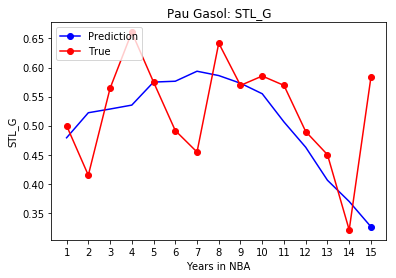 Pau Gasol: STL_G
Prediction
True
STL_G
0.65
0.60
0.55
0.50
0.45
0.40
0.35
1 2 3 4 5 6 7 8 9 10 11 12 13 14 15
Years in NBA